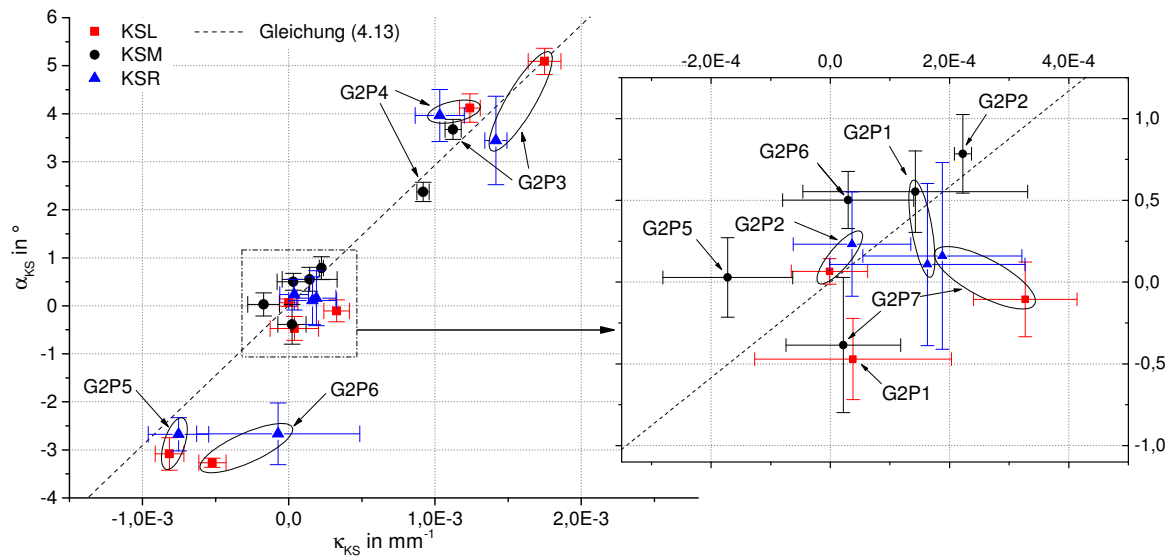 KSL
KSM
KSR
Gleichung (4.13)
G2P4
G2P3
G2P5
G2P6
6
5
4
3
2
1
0
-1
-2
-3
-4
α_KS in °
-1,0E-3 0,0 1,0E-3 2,0E-3
κ_KS in mm⁻¹
-2,0E-4 0,0 2,0E-4 4,0E-4
G2P2
G2P1
G2P6
G2P2
G2P5
G2P7
G2P1
1,0
0,5
0,0
-0,5
-1,0